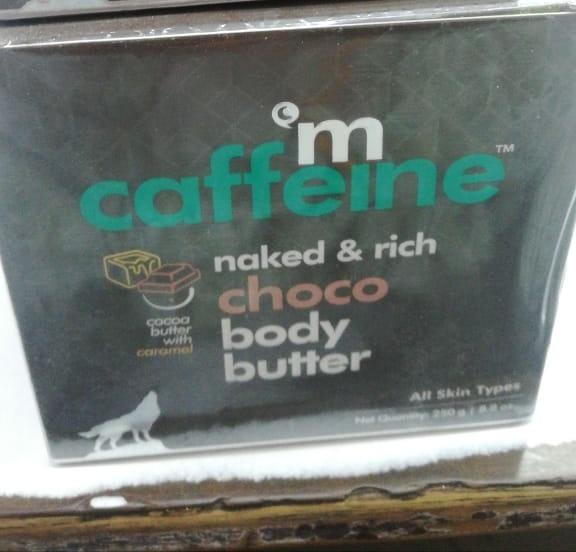 'm
caffeine™
naked & rich
choco
body
butter
cocoa
butter
with
caramel
All Skin Types
Net Quantity: 250 g | 8.8 oz